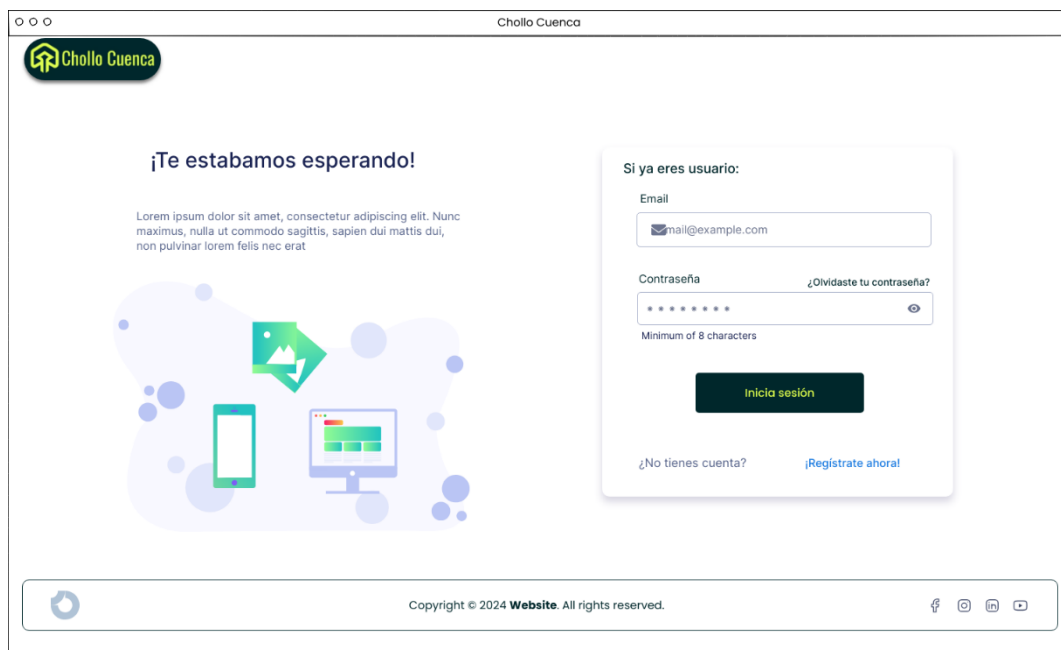 Chollo Cuenca
Chollo Cuenca
¡Te estabamos esperando!
Lorem ipsum dolor sit amet, consectetur adipiscing elit. Nunc
maximus, nulla ut commodo sagittis, sapien dui mattis dui,
non pulvinar lorem felis nec erat
Si ya eres usuario:
Email
mail@example.com
Contraseña
¿Olvidaste tu contraseña?
Minimum of 8 characters
Inicia sesión
¿No tienes cuenta?
¡Regístrate ahora!
Copyright © 2024 Website. All rights reserved.